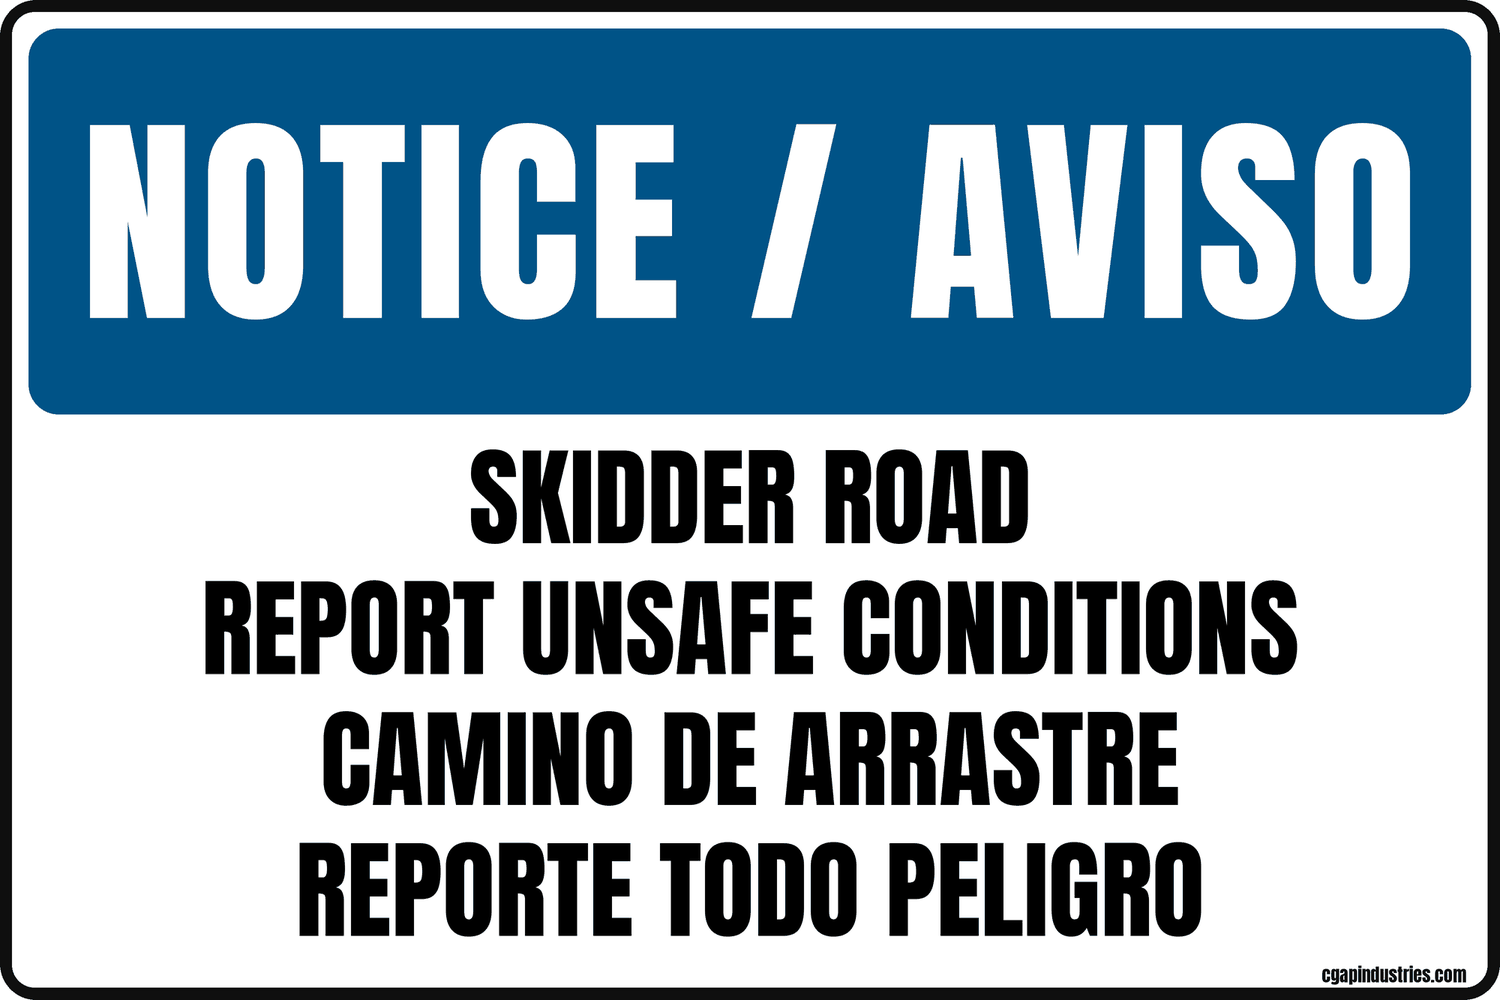 NOTICE / AVISO
SKIDDER ROAD
REPORT UNSAFE CONDITIONS
CAMINO DE ARRASTRE
REPORTE TODO PELIGRO
cgapindustries.com